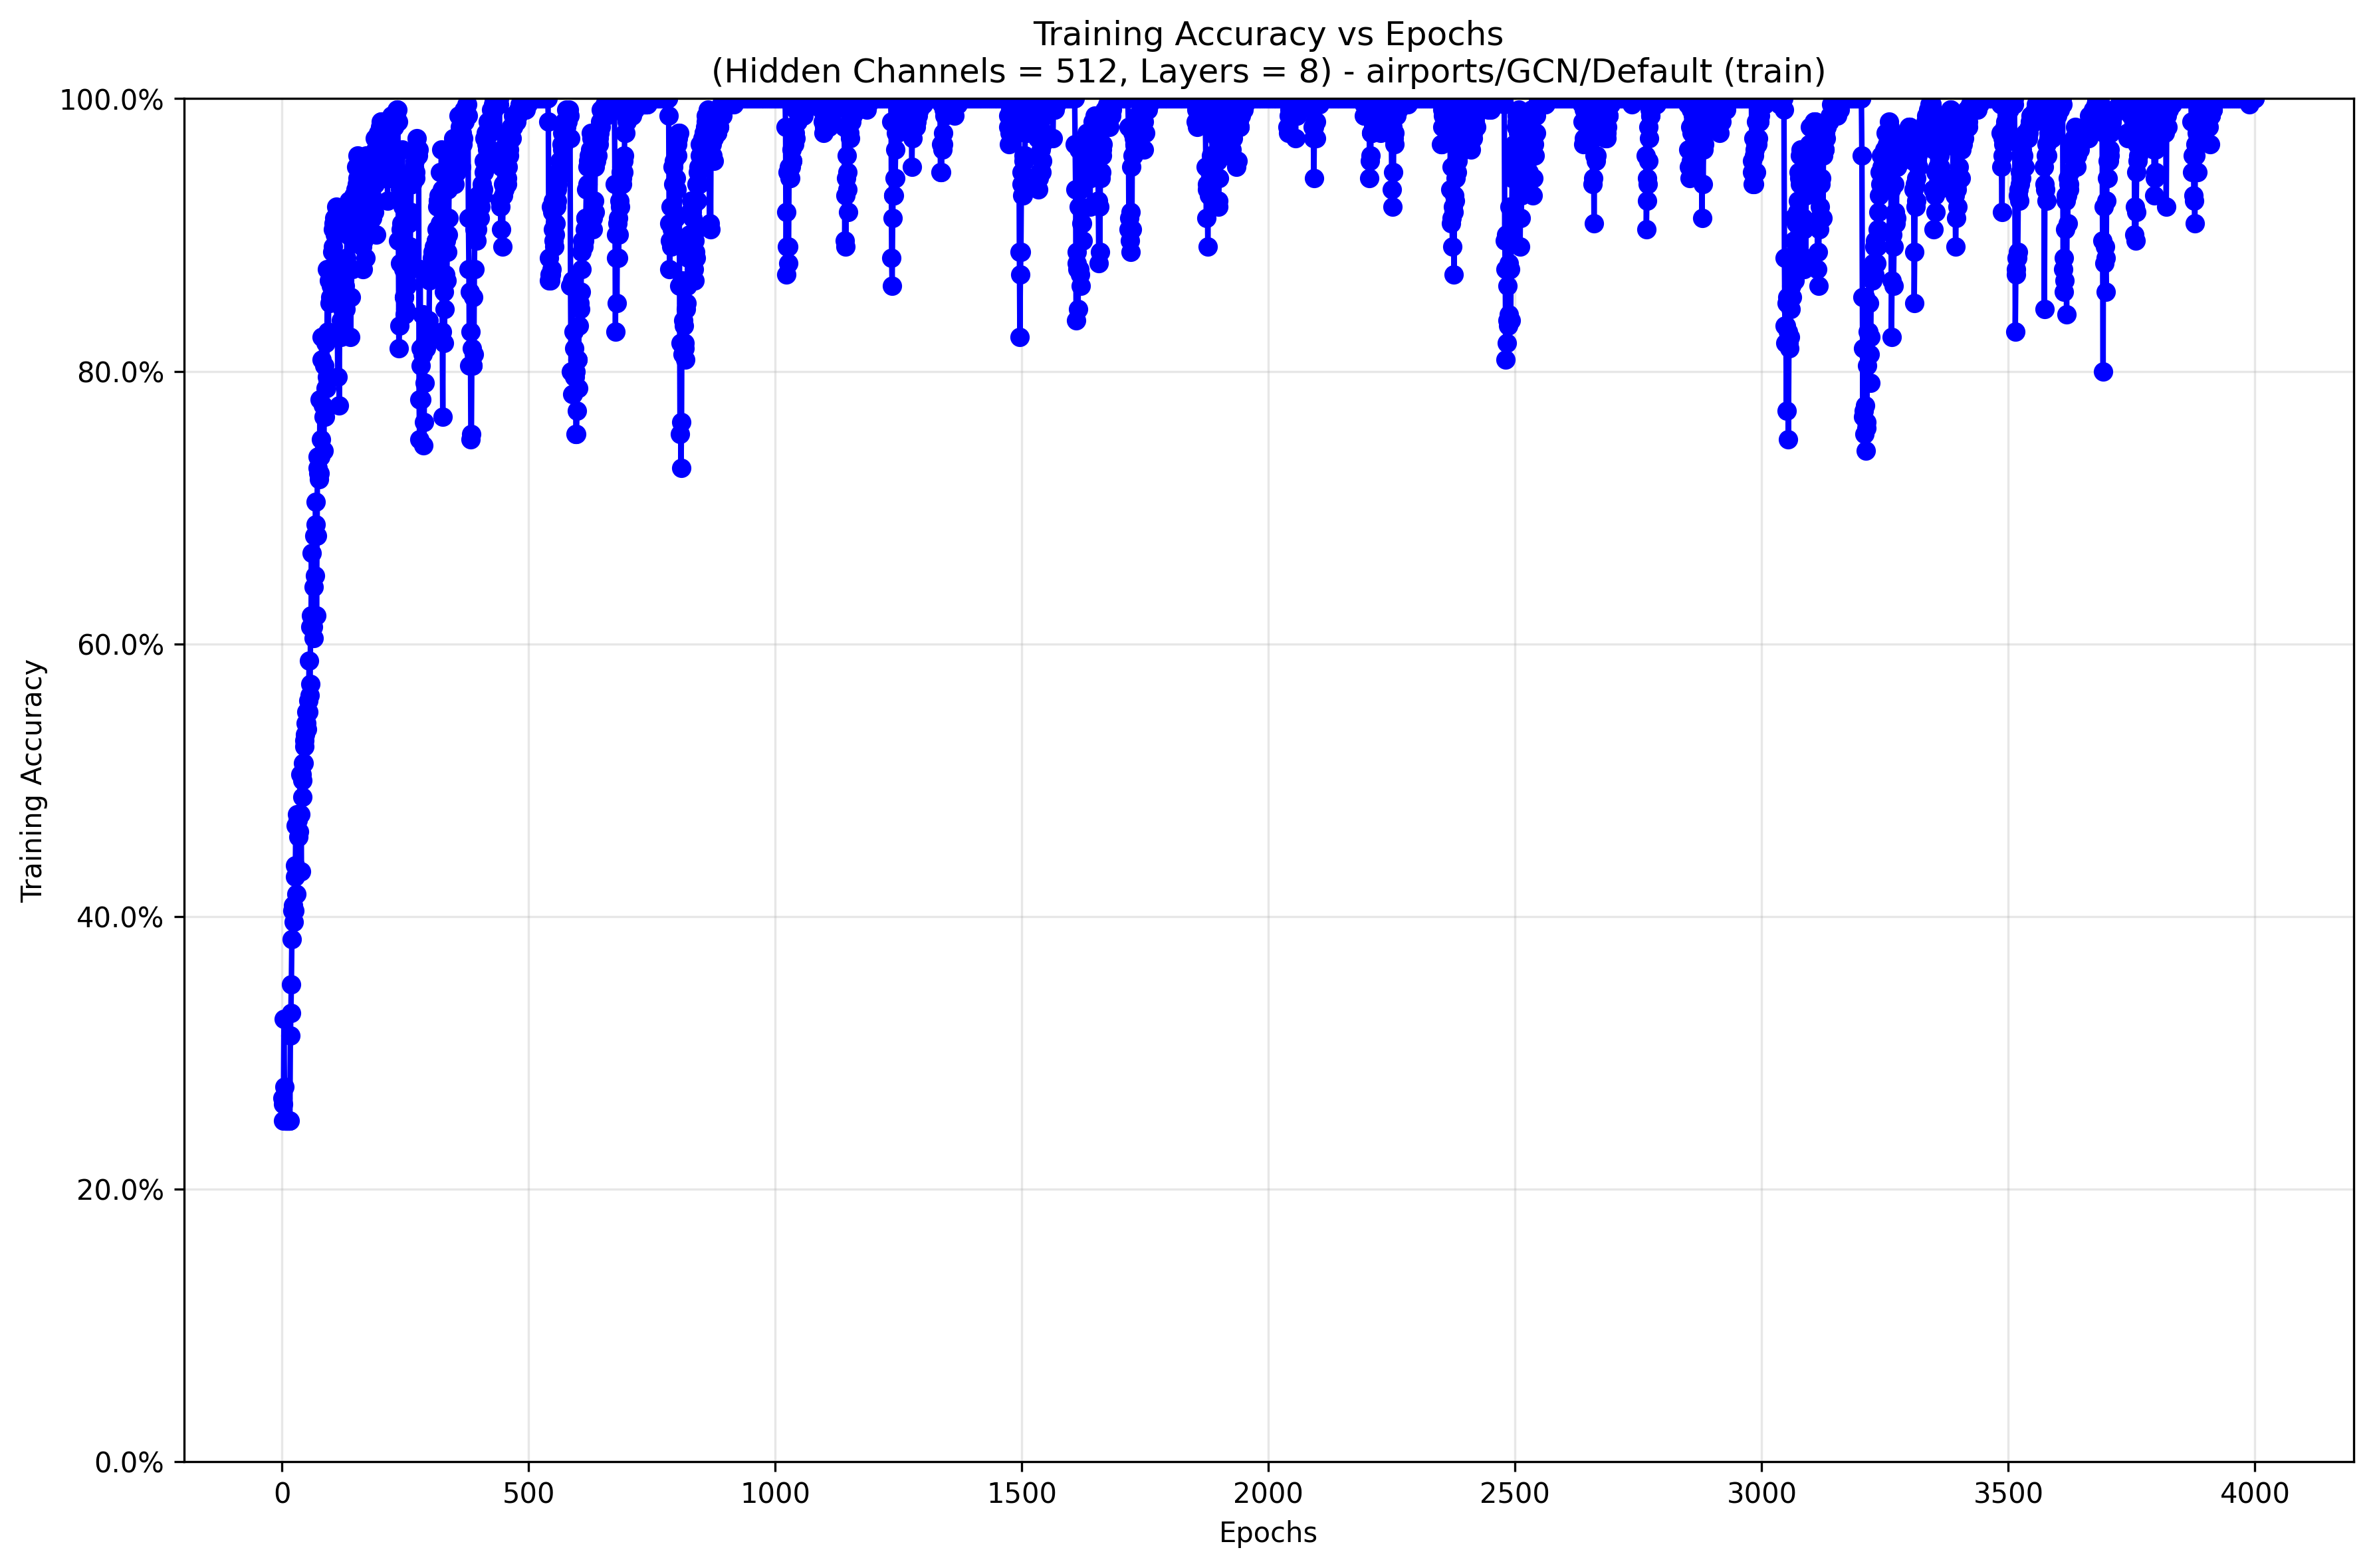 Training Accuracy vs Epochs
(Hidden Channels = 512, Layers = 8) - airports/GCN/Default (train)
100.0%
80.0%
60.0%
40.0%
20.0%
0.0%
Training Accuracy
0 500 1000 1500 2000 2500 3000 3500 4000
Epochs